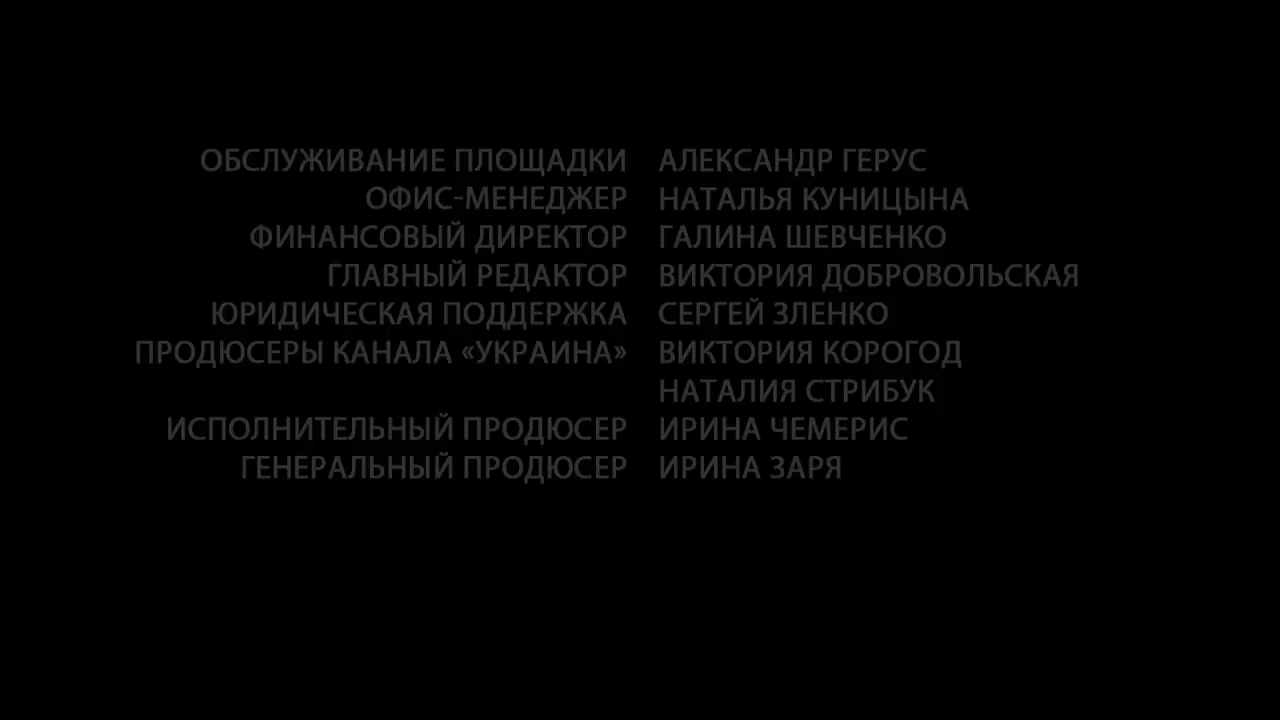 ОБСЛУЖИВАНИЕ ПЛОЩАДКИ АЛЕКСАНДР ГЕРУС
ОФИС-МЕНЕДЖЕР НАТАЛЬЯ КУНИЦЫНА
ФИНАНСОВЫЙ ДИРЕКТОР ГАЛИНА ШЕВЧЕНКО
ГЛАВНЫЙ РЕДАКТОР ВИКТОРИЯ ДОБРОВОЛЬСКАЯ
ЮРИДИЧЕСКАЯ ПОДДЕРЖКА СЕРГЕЙ ЗЛЕНКО
ПРОДЮСЕРЫ КАНАЛА «УКРАИНА» ВИКТОРИЯ КОРОГОД
НАТАЛИЯ СТРИБУК
ИСПОЛНИТЕЛЬНЫЙ ПРОДЮСЕР ИРИНА ЧЕМЕРИС
ГЕНЕРАЛЬНЫЙ ПРОДЮСЕР ИРИНА ЗАРЯ